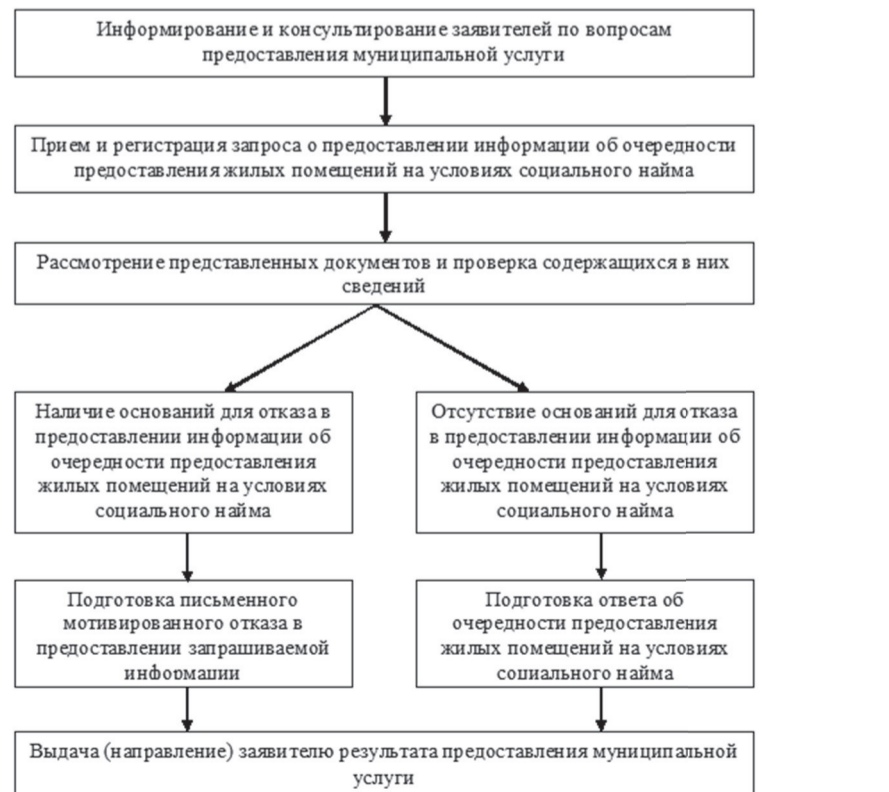 Информирование и консультирование заявителей по вопросам
предоставления муниципальной услуги
Прием и регистрация запроса о предоставлении информации об очередности
предоставления жилых помещений на условиях социального найма
Рассмотрение представленных документов и проверка содержащихся в них
сведений
Наличие оснований для отказа в
предоставлении информации об
очередности предоставления
жилых помещений на условиях
социального найма
Отсутствие оснований для отказа
в предоставлении информации об
очередности предоставления
жилых помещений на условиях
социального найма
Подготовка письменного
мотивированного отказа в
предоставлении запрашиваемой
информации
Подготовка ответа об
очередности предоставления
жилых помещений на условиях
социального найма
Выдача (направление) заявителю результата предоставления муниципальной
услуги